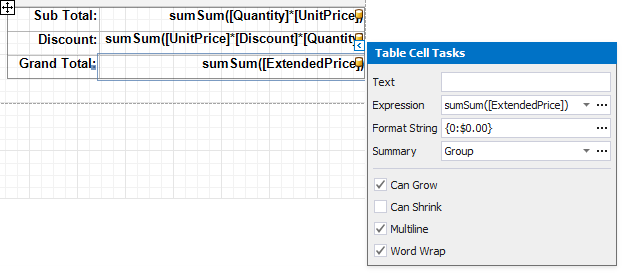 Sub Total: sumSum([Quantity]*[UnitPrice])
Discount: sumSum([UnitPrice]*[Discount]*[Quantity
Grand Total: sumSum([ExtendedPrice])
Table Cell Tasks
Text
Expression sumSum([ExtendedPrice])
Format String {0:$0.00}
Summary Group
Can Grow
Can Shrink
Multiline
Word Wrap